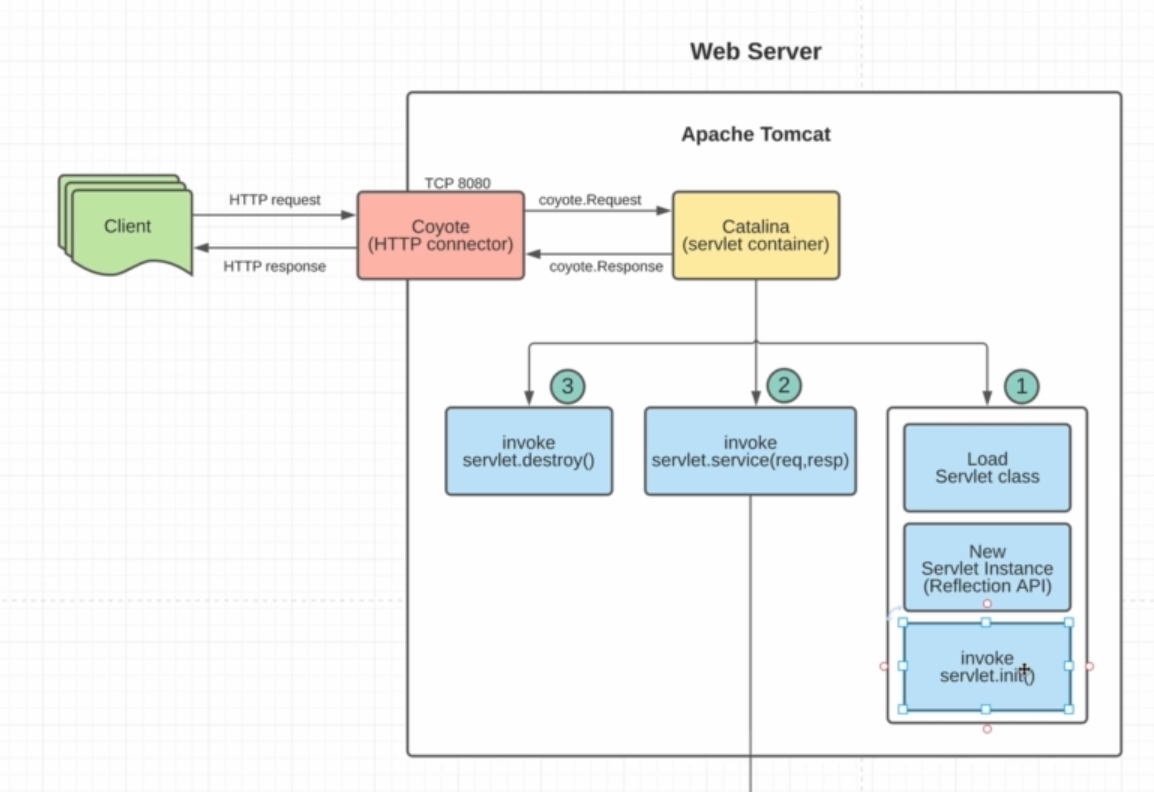 Web Server
Apache Tomcat
TCP 8080
Client
HTTP request
HTTP response
Coyote
(HTTP connector)
coyote.Request
coyote.Response
Catalina
(servlet container)
3
2
1
invoke
servlet.destroy()
invoke
servlet.service(req,resp)
Load
Servlet class
New
Servlet Instance
(Reflection API)
invoke
servlet.init()